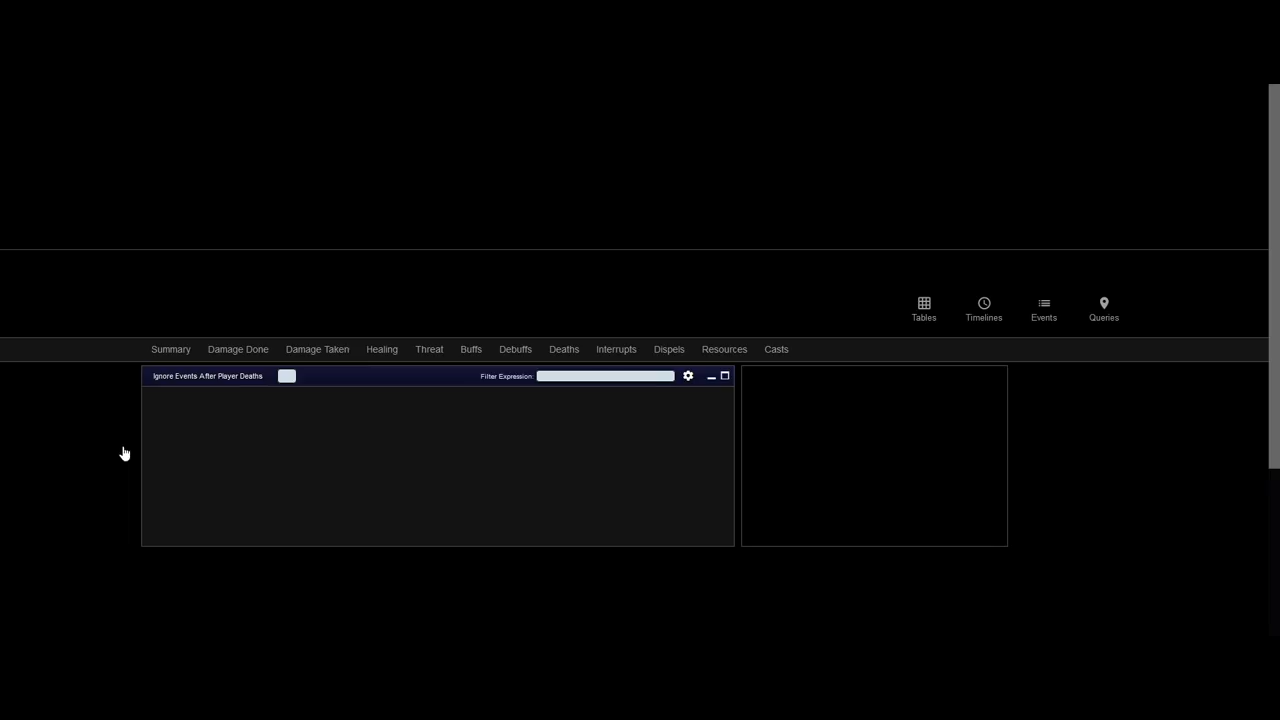 Tables Timelines Events Queries
Summary Damage Done Damage Taken Healing Threat Buffs Debuffs Deaths Interrupts Dispels Resources Casts
Ignore Events After Player Deaths Filter Expression: